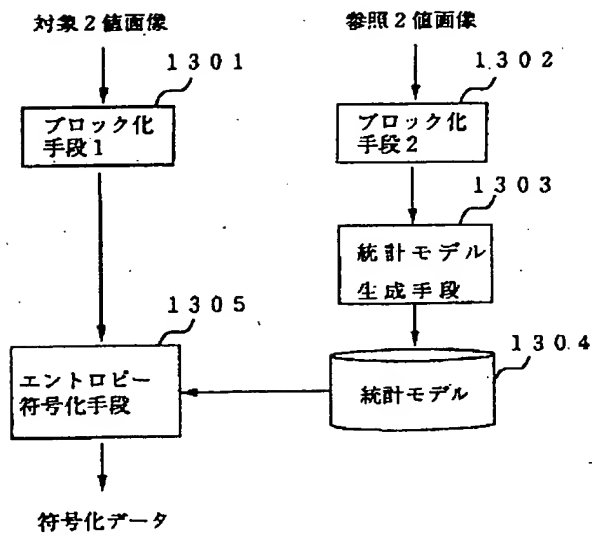 対象2値画像
参照2値画像
1301
1302
ブロック化
手段1
ブロック化
手段2
1303
統計モデル
生成手段
1305
1304
エントロピー
符号化手段
統計モデル
符号化データ